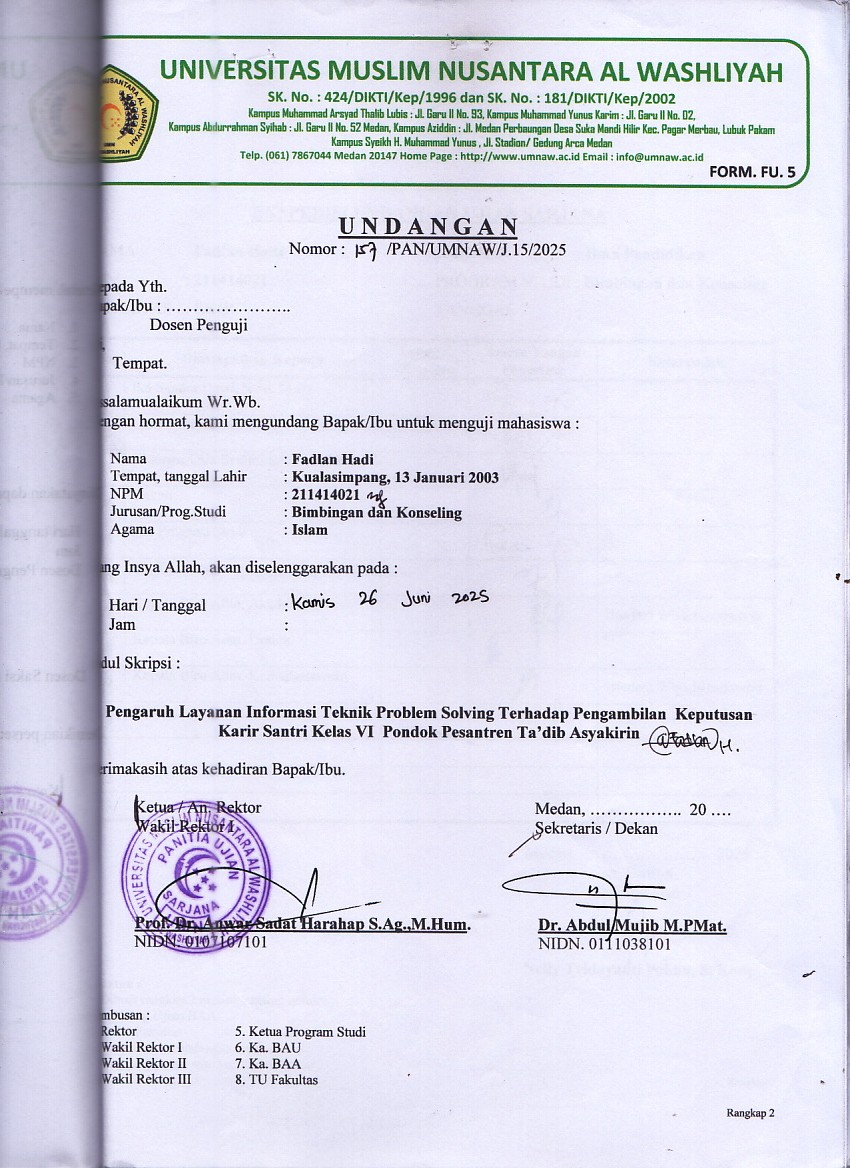 UNIVERSITAS MUSLIM NUSANTARA AL WASHLIYAH
SK. No. : 424/DIKTI/Kep/1996 dan SK. No. : 181/DIKTI/Kep/2002
Kampus Muhammad Arsyad Thalib Lubis : Jl. Garu II No. 93, Kampus Muhammad Yunus Karim : Jl. Garu II No. 02,
Kampus Abdurrahman Syihab : Jl. Garu II No. 52 Medan, Kampus Aziddin : Jl. Medan Perbaungan Desa Suka Mandi Hilir Kec. Pagar Merbau, Lubuk Pakam
Kampus Syeikh H. Muhammad Yunus , Jl. Stadion/ Gedung Arca Medan
Telp. (061) 7867044 Medan 20147 Home Page : http://www.umnaw.ac.id Email : info@umnaw.ac.id
FORM. FU. 5
UNDANGAN
Nomor : 157 /PAN/UMNAW/J.15/2025
epada Yth.
apak/Ibu : …………………..
Dosen Penguji
Tempat.
ssalamualaikum Wr.Wb.
engan hormat, kami mengundang Bapak/Ibu untuk menguji mahasiswa :
Nama : Fadlan Hadi
Tempat, tanggal Lahir : Kualasimpang, 13 Januari 2003
NPM : 211414021
Jurusan/Prog.Studi : Bimbingan dan Konseling
Agama : Islam
ng Insya Allah, akan diselenggarakan pada :
Hari / Tanggal : Kamis 26 Juni 2025
Jam :
dul Skripsi :
Pengaruh Layanan Informasi Teknik Problem Solving Terhadap Pengambilan Keputusan
Karir Santri Kelas VI Pondok Pesantren Ta’dib Asyakirin
erimakasih atas kehadiran Bapak/Ibu.
Ketua / An. Rektor
Wakil Rektor I
UNIVERSITAS MUSLIM NUSANTARA AL WASHLIYAH
PANITIA UJIAN
SARJANA
Prof. Dr. Anwar Sadat Harahap S.Ag.,M.Hum.
NIDN. 0107107101
Medan, …………….. 20 ….
Sekretaris / Dekan
Dr. Abdul Mujib M.PMat.
NIDN. 0111038101
mbusan :
Rektor
Wakil Rektor I
Wakil Rektor II
Wakil Rektor III
5. Ketua Program Studi
6. Ka. BAU
7. Ka. BAA
8. TU Fakultas
Rangkap 2